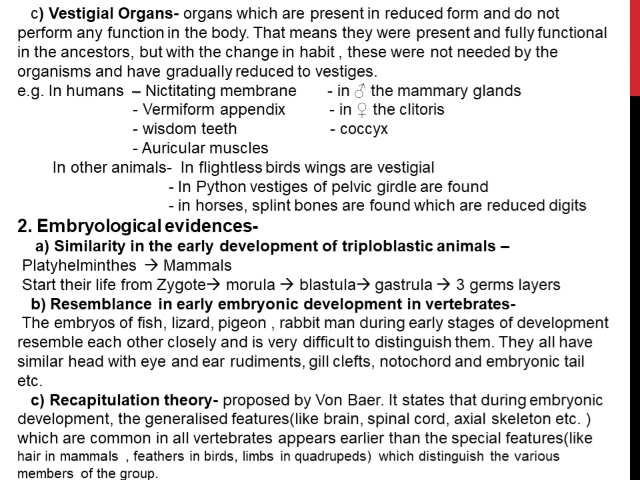 c) Vestigial Organs- organs which are present in reduced form and do not
perform any function in the body. That means they were present and fully functional
in the ancestors, but with the change in habit , these were not needed by the
organisms and have gradually reduced to vestiges.
e.g. In humans – Nictitating membrane - in ♂ the mammary glands
- Vermiform appendix - in ♀ the clitoris
- wisdom teeth - coccyx
- Auricular muscles
In other animals- In flightless birds wings are vestigial
- In Python vestiges of pelvic girdle are found
- in horses, splint bones are found which are reduced digits
2. Embryological evidences-
a) Similarity in the early development of triploblastic animals –
Platyhelminthes → Mammals
Start their life from Zygote→ morula → blastula→ gastrula → 3 germs layers
b) Resemblance in early embryonic development in vertebrates-
The embryos of fish, lizard, pigeon , rabbit man during early stages of development
resemble each other closely and is very difficult to distinguish them. They all have
similar head with eye and ear rudiments, gill clefts, notochord and embryonic tail
etc.
c) Recapitulation theory- proposed by Von Baer. It states that during embryonic
development, the generalised features(like brain, spinal cord, axial skeleton etc. )
which are common in all vertebrates appears earlier than the special features(like
hair in mammals , feathers in birds, limbs in quadrupeds) which distinguish the various
members of the group.